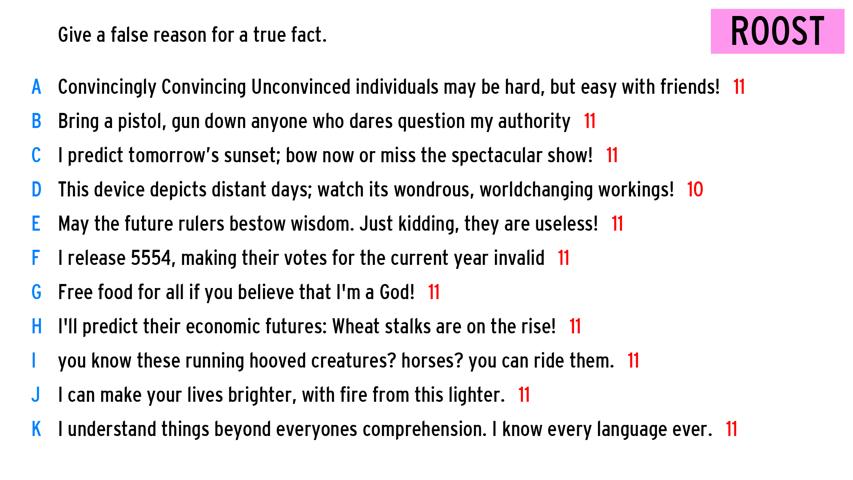 Give a false reason for a true fact.
ROOST
A Convincingly Convincing Unconvinced individuals may be hard, but easy with friends! 11
B Bring a pistol, gun down anyone who dares question my authority 11
C I predict tomorrow's sunset; bow now or miss the spectacular show! 11
D This device depicts distant days; watch its wondrous, worldchanging workings! 10
E May the future rulers bestow wisdom. Just kidding, they are useless! 11
F I release 5554, making their votes for the current year invalid 11
G Free food for all if you believe that I'm a God! 11
H I'll predict their economic futures: Wheat stalks are on the rise! 11
I you know these running hooved creatures? horses? you can ride them. 11
J I can make your lives brighter, with fire from this lighter. 11
K I understand things beyond everyones comprehension. I know every language ever. 11